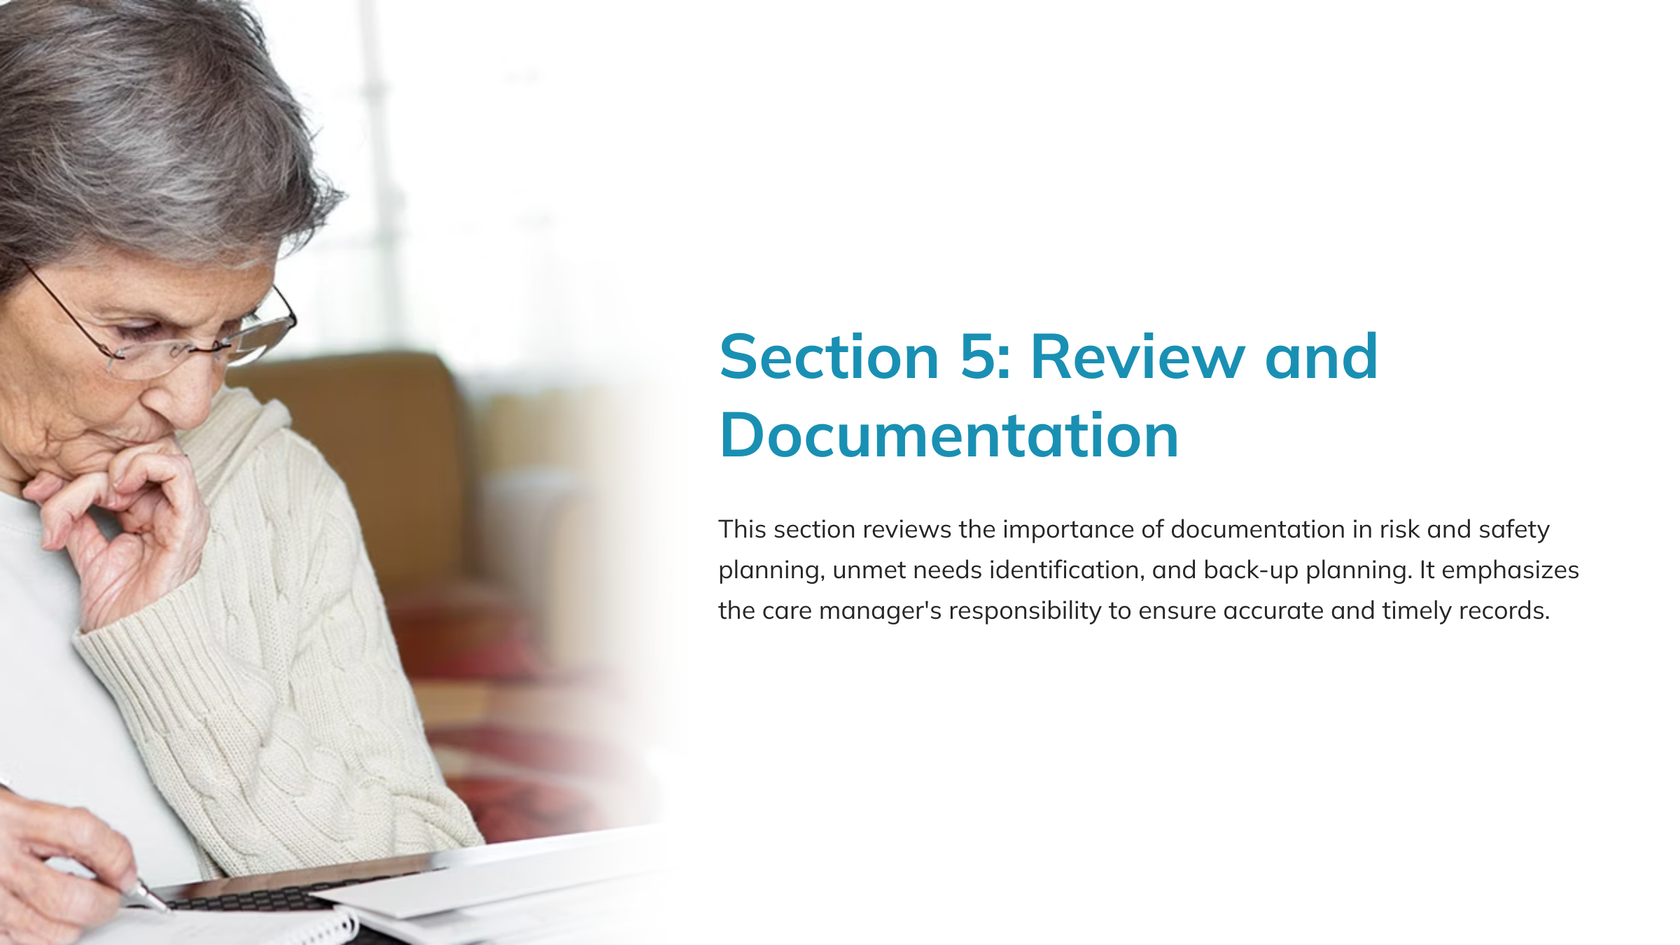 Section 5: Review and
Documentation
This section reviews the importance of documentation in risk and safety
planning, unmet needs identification, and back-up planning. It emphasizes
the care manager's responsibility to ensure accurate and timely records.